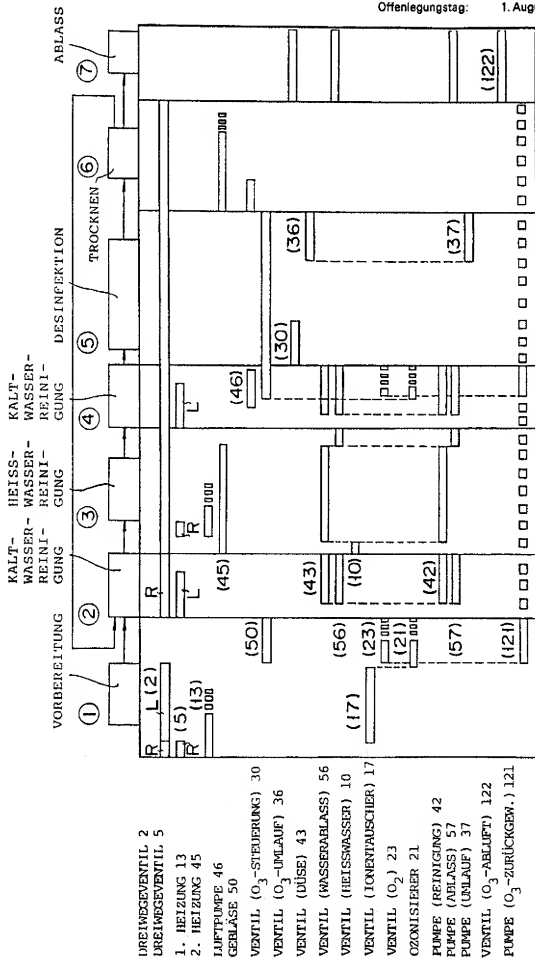 Offenlegungstag: 1. Augu
VORBEREITUNG
KALT-
WASSER-
REINI-
GUNG
HEISS-
WASSER-
REINI-
GUNG
KALT-
WASSER-
REINI-
GUNG
DESINFEKTION
TROCKNEN
ABLASS
① ② ③ ④ ⑤ ⑥ ⑦
DREIWEGEVENTIL 2
DREIWEGEVENTIL 5
1. HEIZUNG 13
2. HEIZUNG 45
LUFTPUMPE 46
GEBLÄSE 50
VENTIL (O₃-STEUERUNG) 30
VENTIL (O₃-UMLAUF) 36
VENTIL (DÜSE) 43
VENTIL (WASSERABLASS) 56
VENTIL (HEISSWASSER) 10
VENTIL (IONENTAUSCHER) 17
VENTIL (O₂) 23
OZONISIERER 21
PUMPE (REINIGUNG) 42
PUMPE (ABLASS) 57
PUMPE (UMLAUF) 37
VENTIL (O₃-ABLUFT) 122
PUMPE (O₃-ZURÜCKGEW.) 121
R L (2) R
(5)
R L R L
(13)
(45)
(46)
(50)
(30)
(36)
(43)
(56)
(10)
(17)
(23)
(21)
(42)
(57)
(37)
(122)
(121)